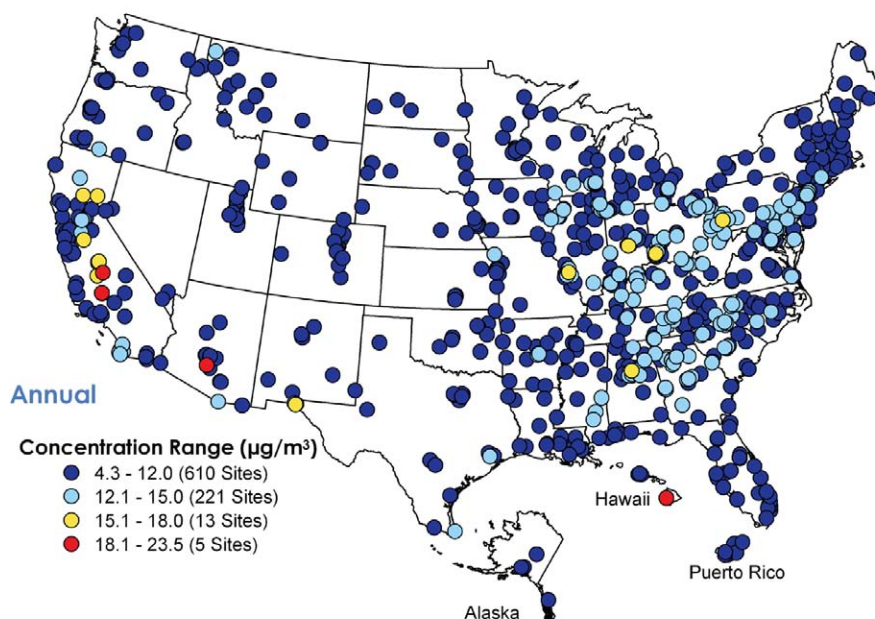 Annual
Concentration Range (µg/m³)
4.3 - 12.0 (610 Sites)
12.1 - 15.0 (221 Sites)
15.1 - 18.0 (13 Sites)
18.1 - 23.5 (5 Sites)
Hawaii
Puerto Rico
Alaska